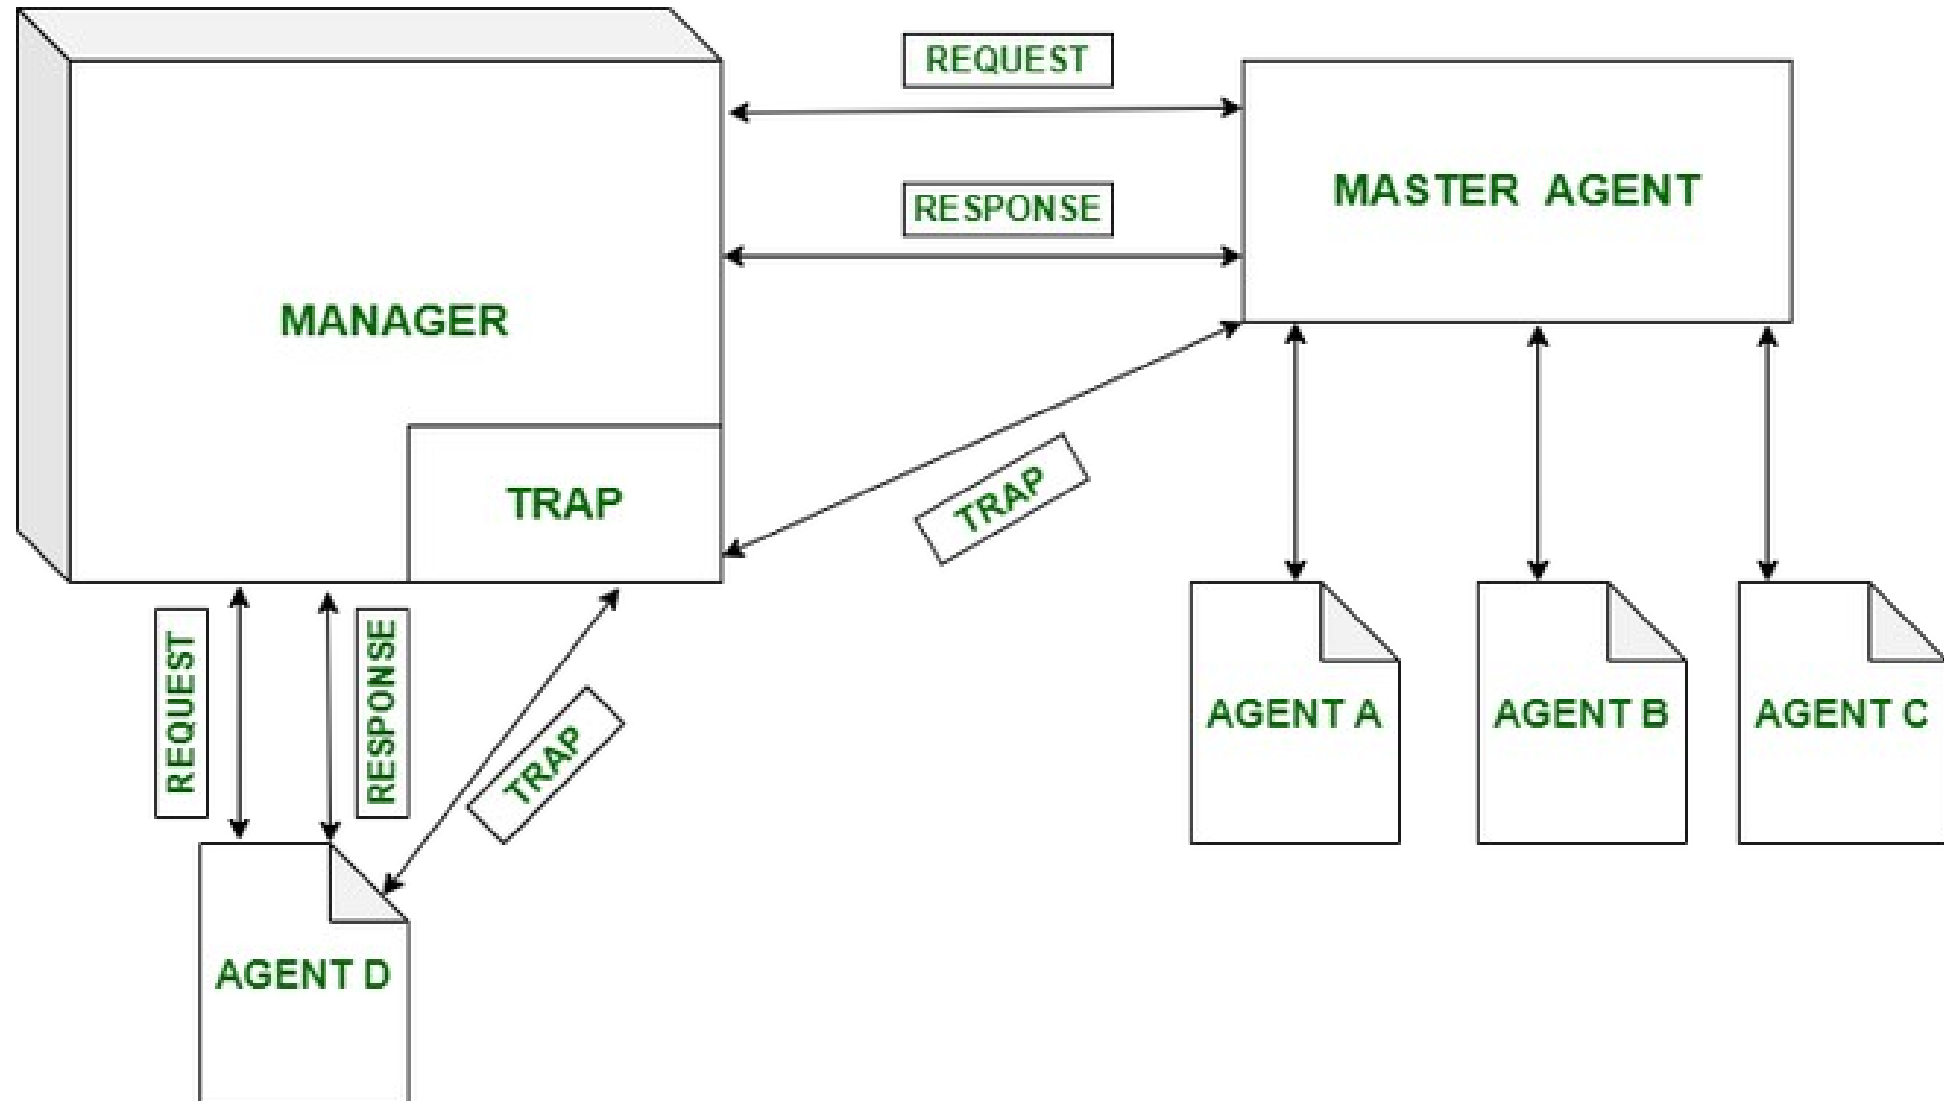 REQUEST
MASTER AGENT
RESPONSE
MANAGER
TRAP
TRAP
REQUEST
RESPONSE
TRAP
AGENT A
AGENT B
AGENT C
AGENT D